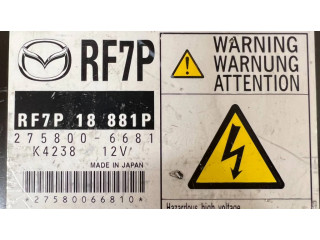 RF7P
RF7P 18 881P
275800-6681
K4238 12V
MADE IN JAPAN
*27580066810*
WARNING
WARNUNG
ATTENTION
Hazardous high voltage